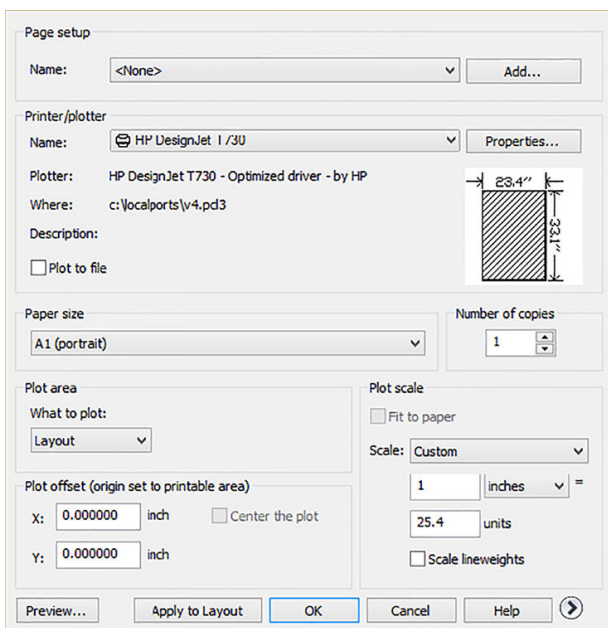 Page setup
Name: <None> Add...
Printer/plotter
Name: HP DesignJet T730 Properties...
Plotter: HP DesignJet T730 - Optimized driver - by HP
Where: c:\localports\v4.pcl3
Description:
Plot to file
23.4''
33.1''
Paper size
A1 (portrait)
Number of copies
1
Plot area
What to plot:
Layout
Plot scale
Fit to paper
Scale: Custom
1 inches =
25.4 units
Scale lineweights
Plot offset (origin set to printable area)
X: 0.000000 inch Center the plot
Y: 0.000000 inch
Preview... Apply to Layout OK Cancel Help